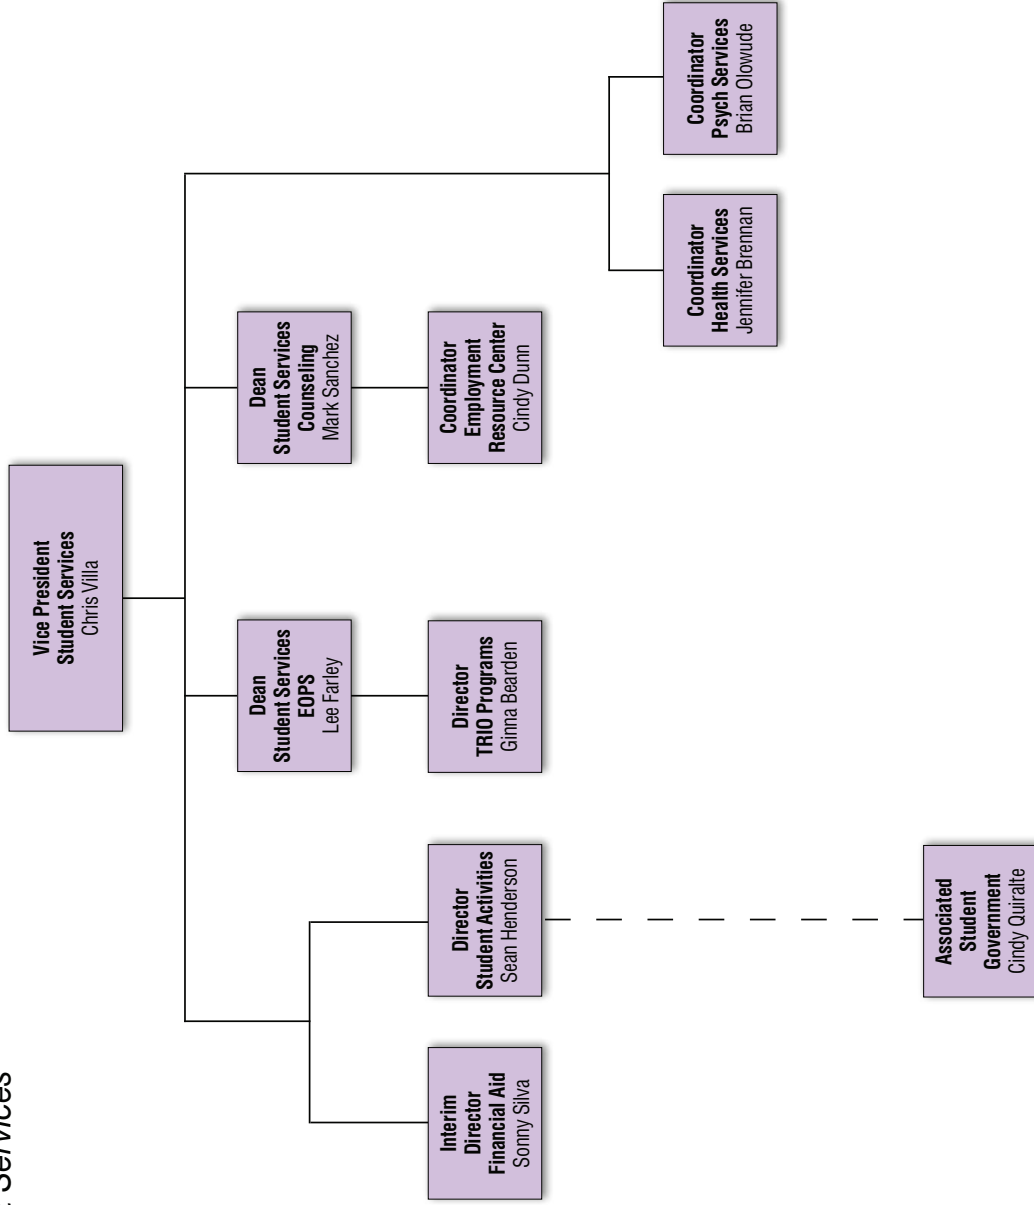 Services
Vice President
Student Services
Chris Villa
Dean
Student Services
EOPS
Lee Farley
Dean
Student Services
Counseling
Mark Sanchez
Interim
Director
Financial Aid
Sonny Silva
Director
Student Activities
Sean Henderson
Director
TRIO Programs
Ginna Bearden
Coordinator
Employment
Resource Center
Cindy Dunn
Coordinator
Health Services
Jennifer Brennan
Coordinator
Psych Services
Brian Olowude
Associated
Student
Government
Cindy Quiralte